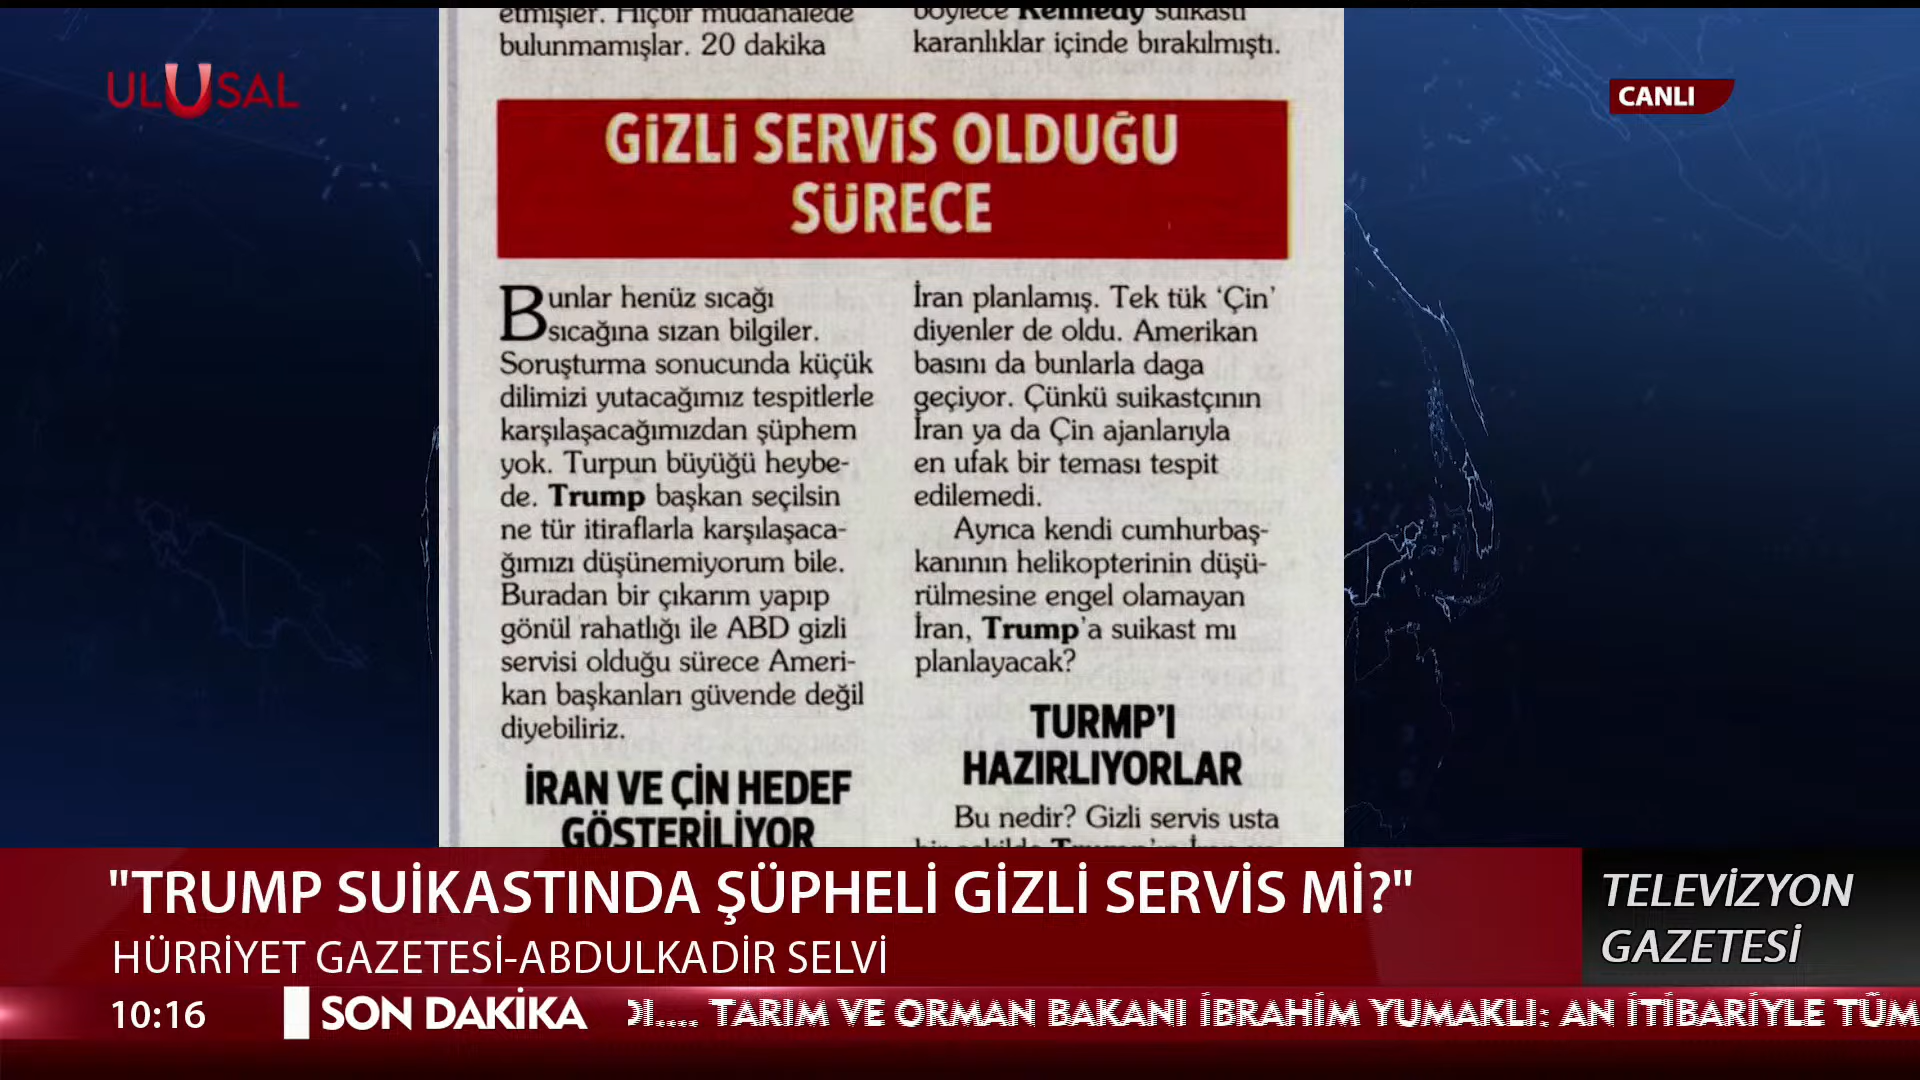 etmişler. Hiçbir müdahalede
bulunmamışlar. 20 dakika
böylece Kennedy suikasti
karanlıklar içinde bırakılmıştı.
ULUSAL
CANLI
GİZLİ SERVİS OLDUĞU
SÜRECE
Bunlar henüz sıcağı
sıcağına sızan bilgiler.
Soruşturma sonucunda küçük
dilimizi yutacağımız tespitlerle
karşılaşacağımızdan şüphem
yok. Turpun büyüğü heybe-
de. Trump başkan seçilsin
ne tür itiraflarla karşılaşaca-
ğımızı düşünemiyorum bile.
Buradan bir çıkarım yapıp
gönül rahatlığı ile ABD gizli
servisi olduğu sürece Ameri-
kan başkanları güvende değil
diyebiliriz.
İRAN VE ÇİN HEDEF
GÖSTERİLİYOR
İran planlamış. Tek tük ‘Çin’
diyenler de oldu. Amerikan
basını da bunlarla daga
geçiyor. Çünkü suikastçının
İran ya da Çin ajanlarıyla
en ufak bir teması tespit
edilemedi.
Ayrıca kendi cumhurbaş-
kanının helikopterinin düşü-
rülmesine engel olamayan
İran, Trump’a suikast mı
planlayacak?
TURMP’I
HAZIRLIYORLAR
Bu nedir? Gizli servis usta
"TRUMP SUİKASTINDA ŞÜPHELİ GİZLİ SERVİS Mİ?"
HÜRRİYET GAZETESİ-ABDULKADİR SELVİ
TELEVİZYON
GAZETESİ
10:16
SON DAKİKA
.... TARIM VE ORMAN BAKANI İBRAHİM YUMAKLI: AN İTİBARİYLE TÜM